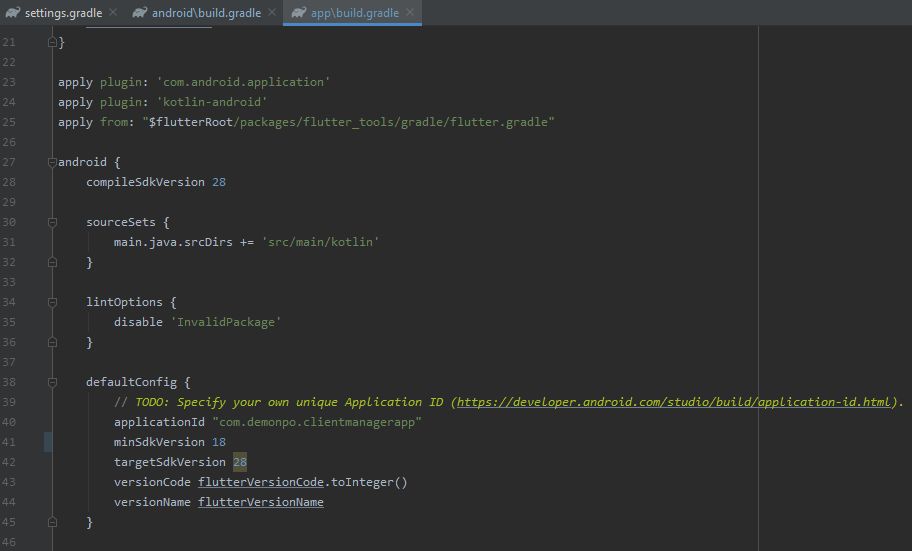 settings.gradle android\build.gradle app\build.gradle
21 }
22
23 apply plugin: 'com.android.application'
24 apply plugin: 'kotlin-android'
25 apply from: "$flutterRoot/packages/flutter_tools/gradle/flutter.gradle"
26
27 android {
28 compileSdkVersion 28
29
30 sourceSets {
31 main.java.srcDirs += 'src/main/kotlin'
32 }
33
34 lintOptions {
35 disable 'InvalidPackage'
36 }
37
38 defaultConfig {
39 // TODO: Specify your own unique Application ID (https://developer.android.com/studio/build/application-id.html).
40 applicationId "com.demonpo.clientmanagerapp"
41 minSdkVersion 18
42 targetSdkVersion 28
43 versionCode flutterVersionCode.toInteger()
44 versionName flutterVersionName
45 }
46